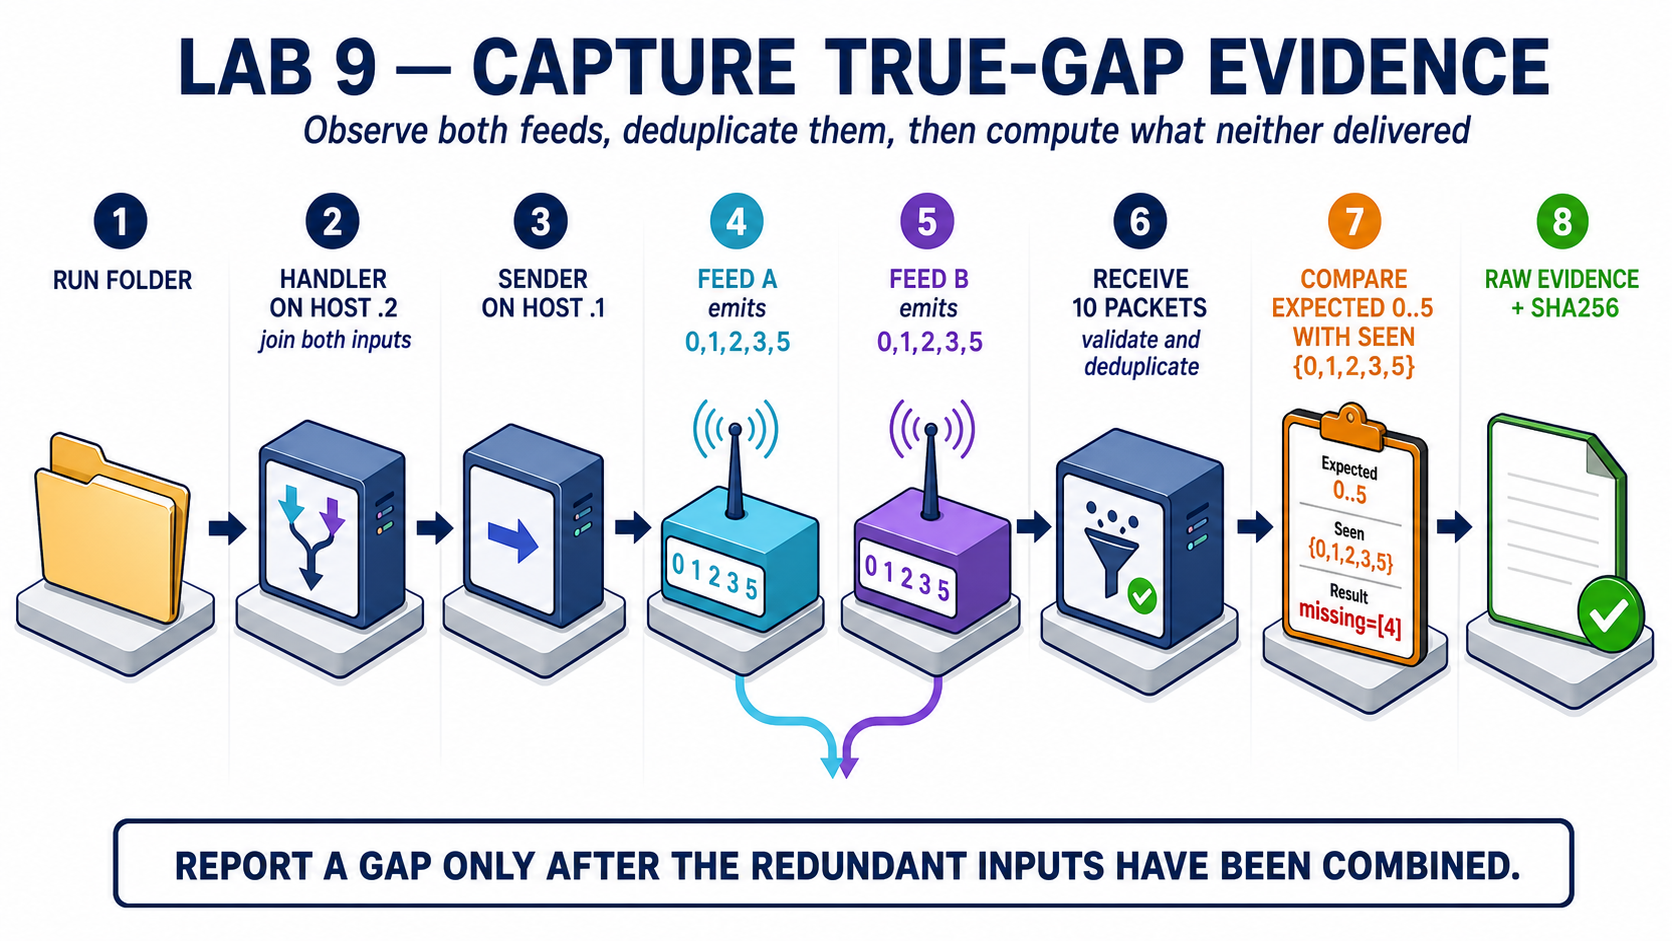 LAB 9 — CAPTURE TRUE-GAP EVIDENCE
Observe both feeds, deduplicate them, then compute what neither delivered
1
RUN FOLDER
2
HANDLER
ON HOST .2
join both inputs
3
SENDER
ON HOST .1
4
FEED A
emits
0,1,2,3,5
5
FEED B
emits
0,1,2,3,5
6
RECEIVE
10 PACKETS
validate and
deduplicate
7
COMPARE
EXPECTED 0..5
WITH SEEN
{0,1,2,3,5}
8
RAW EVIDENCE
+ SHA256
0 1 2 3 5
0 1 2 3 5
Expected
0..5
Seen
{0,1,2,3,5}
Result
missing=[4]
REPORT A GAP ONLY AFTER THE REDUNDANT INPUTS HAVE BEEN COMBINED.